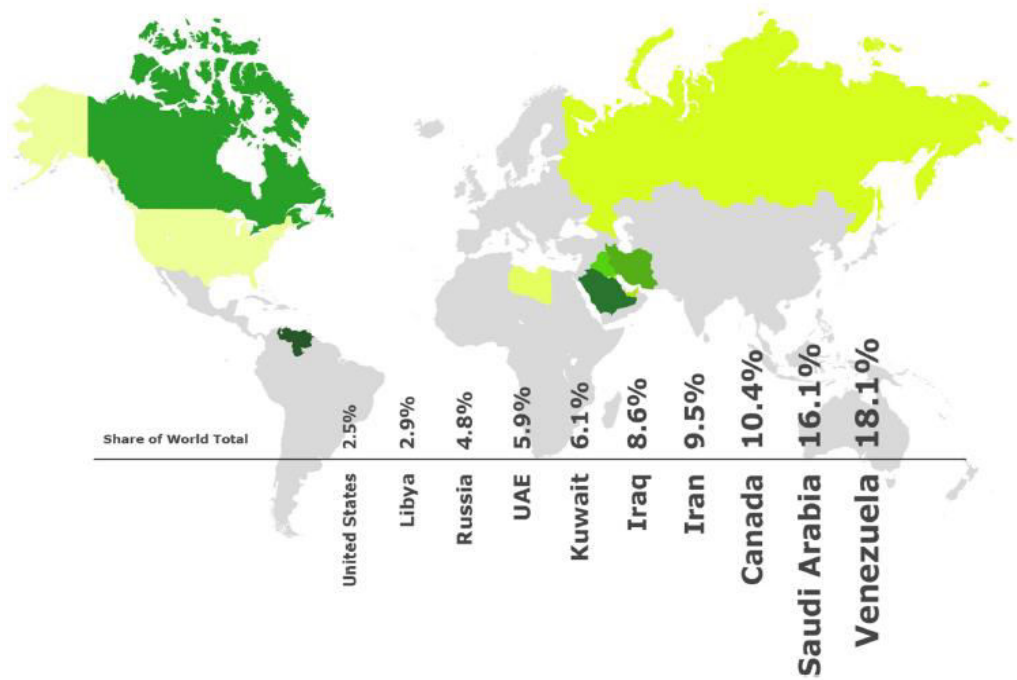 Share of World Total
2.5%
2.9%
4.8%
5.9%
6.1%
8.6%
9.5%
10.4%
16.1%
18.1%
United States
Libya
Russia
UAE
Kuwait
Iraq
Iran
Canada
Saudi Arabia
Venezuela